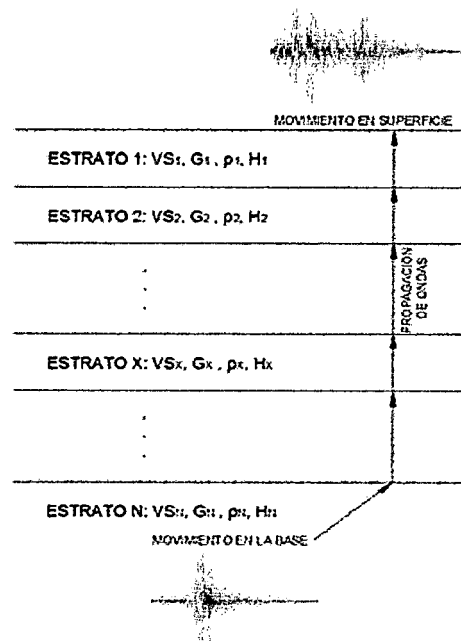 MOVIMIENTO EN SUPERFICIE
ESTRATO 1: VS₁, G₁, ρ₁, H₁
ESTRATO 2: VS₂, G₂, ρ₂, H₂
PROPAGACIÓN
DE ONDAS
ESTRATO X: VSₓ, Gₓ, ρₓ, Hₓ
ESTRATO N: VSₙ, Gₙ, ρₙ, Hₙ
MOVIMIENTO EN LA BASE